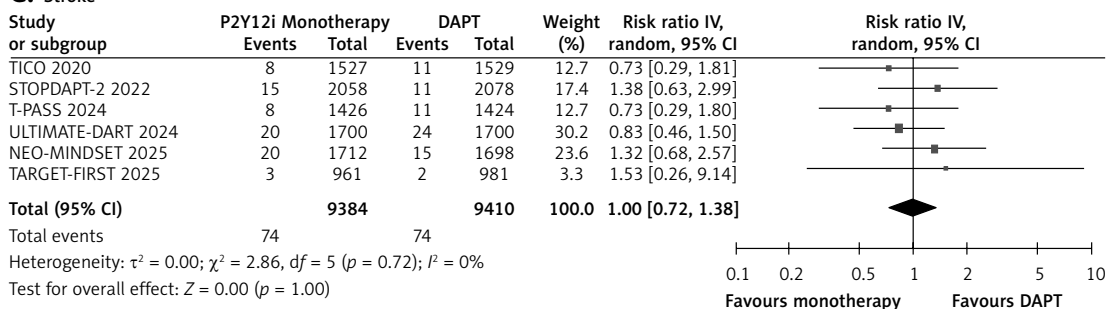 C. Stroke
Study P2Y12i Monotherapy DAPT Weight Risk ratio IV, Risk ratio IV,
or subgroup Events Total Events Total (%) random, 95% CI random, 95% CI
TICO 2020 8 1527 11 1529 12.7 0.73 [0.29, 1.81]
STOPDAPT-2 2022 15 2058 11 2078 17.4 1.38 [0.63, 2.99]
T-PASS 2024 8 1426 11 1424 12.7 0.73 [0.29, 1.80]
ULTIMATE-DART 2024 20 1700 24 1700 30.2 0.83 [0.46, 1.50]
NEO-MINDSET 2025 20 1712 15 1698 23.6 1.32 [0.68, 2.57]
TARGET-FIRST 2025 3 961 2 981 3.3 1.53 [0.26, 9.14]
Total (95% CI) 9384 9410 100.0 1.00 [0.72, 1.38]
Total events 74 74
Heterogeneity: τ² = 0.00; χ² = 2.86, df = 5 (p = 0.72); I² = 0%
Test for overall effect: Z = 0.00 (p = 1.00)
0.1 0.2 0.5 1 2 5 10
Favours monotherapy Favours DAPT